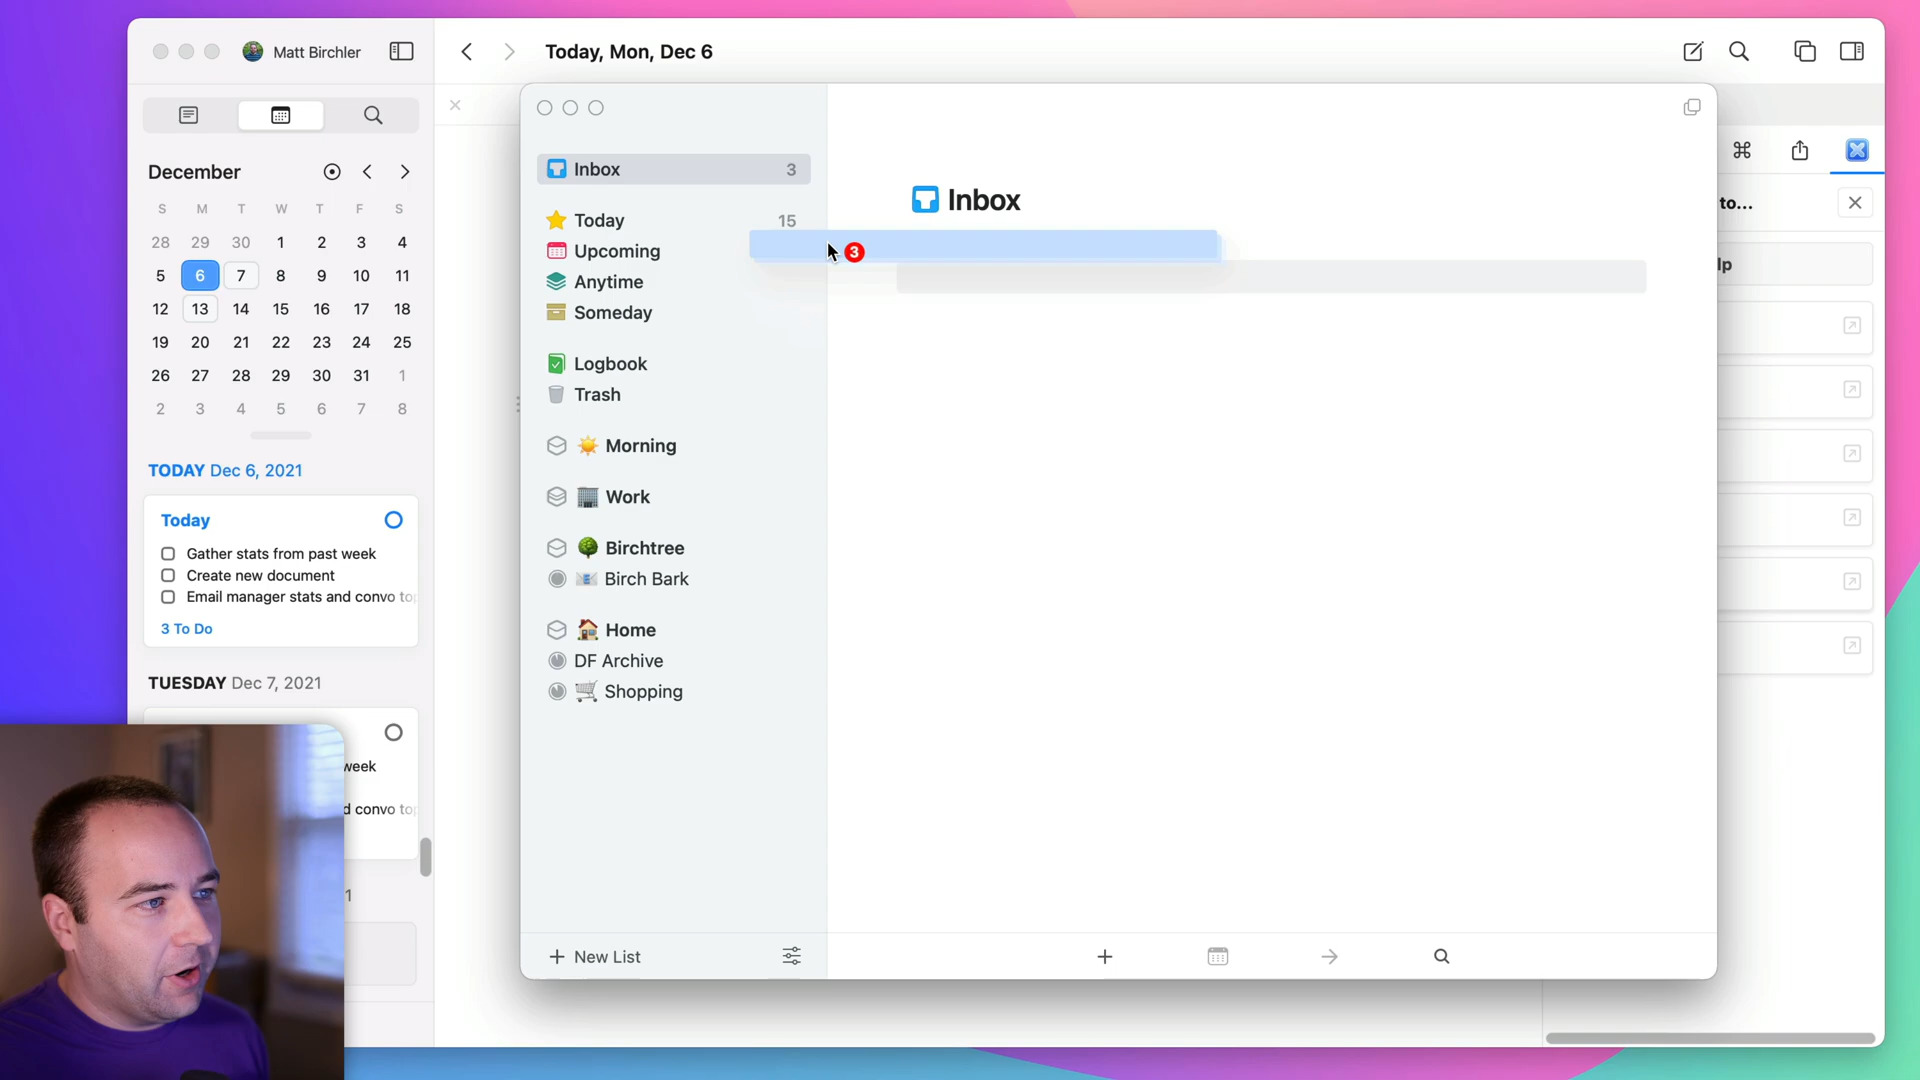 Matt Birchler
Today, Mon, Dec 6
December
S M T W T F S
28 29 30 1 2 3 4
5 6 7 8 9 10 11
12 13 14 15 16 17 18
19 20 21 22 23 24 25
26 27 28 29 30 31 1
2 3 4 5 6 7 8
TODAY Dec 6, 2021
Today
Gather stats from past week
Create new document
Email manager stats and convo to
3 To Do
TUESDAY Dec 7, 2021
week
d convo to
1
Inbox 3
Today 15
Upcoming
Anytime
Someday
Logbook
Trash
Morning
Work
Birchtree
Birch Bark
Home
DF Archive
Shopping
New List
Inbox
3
to...
lp